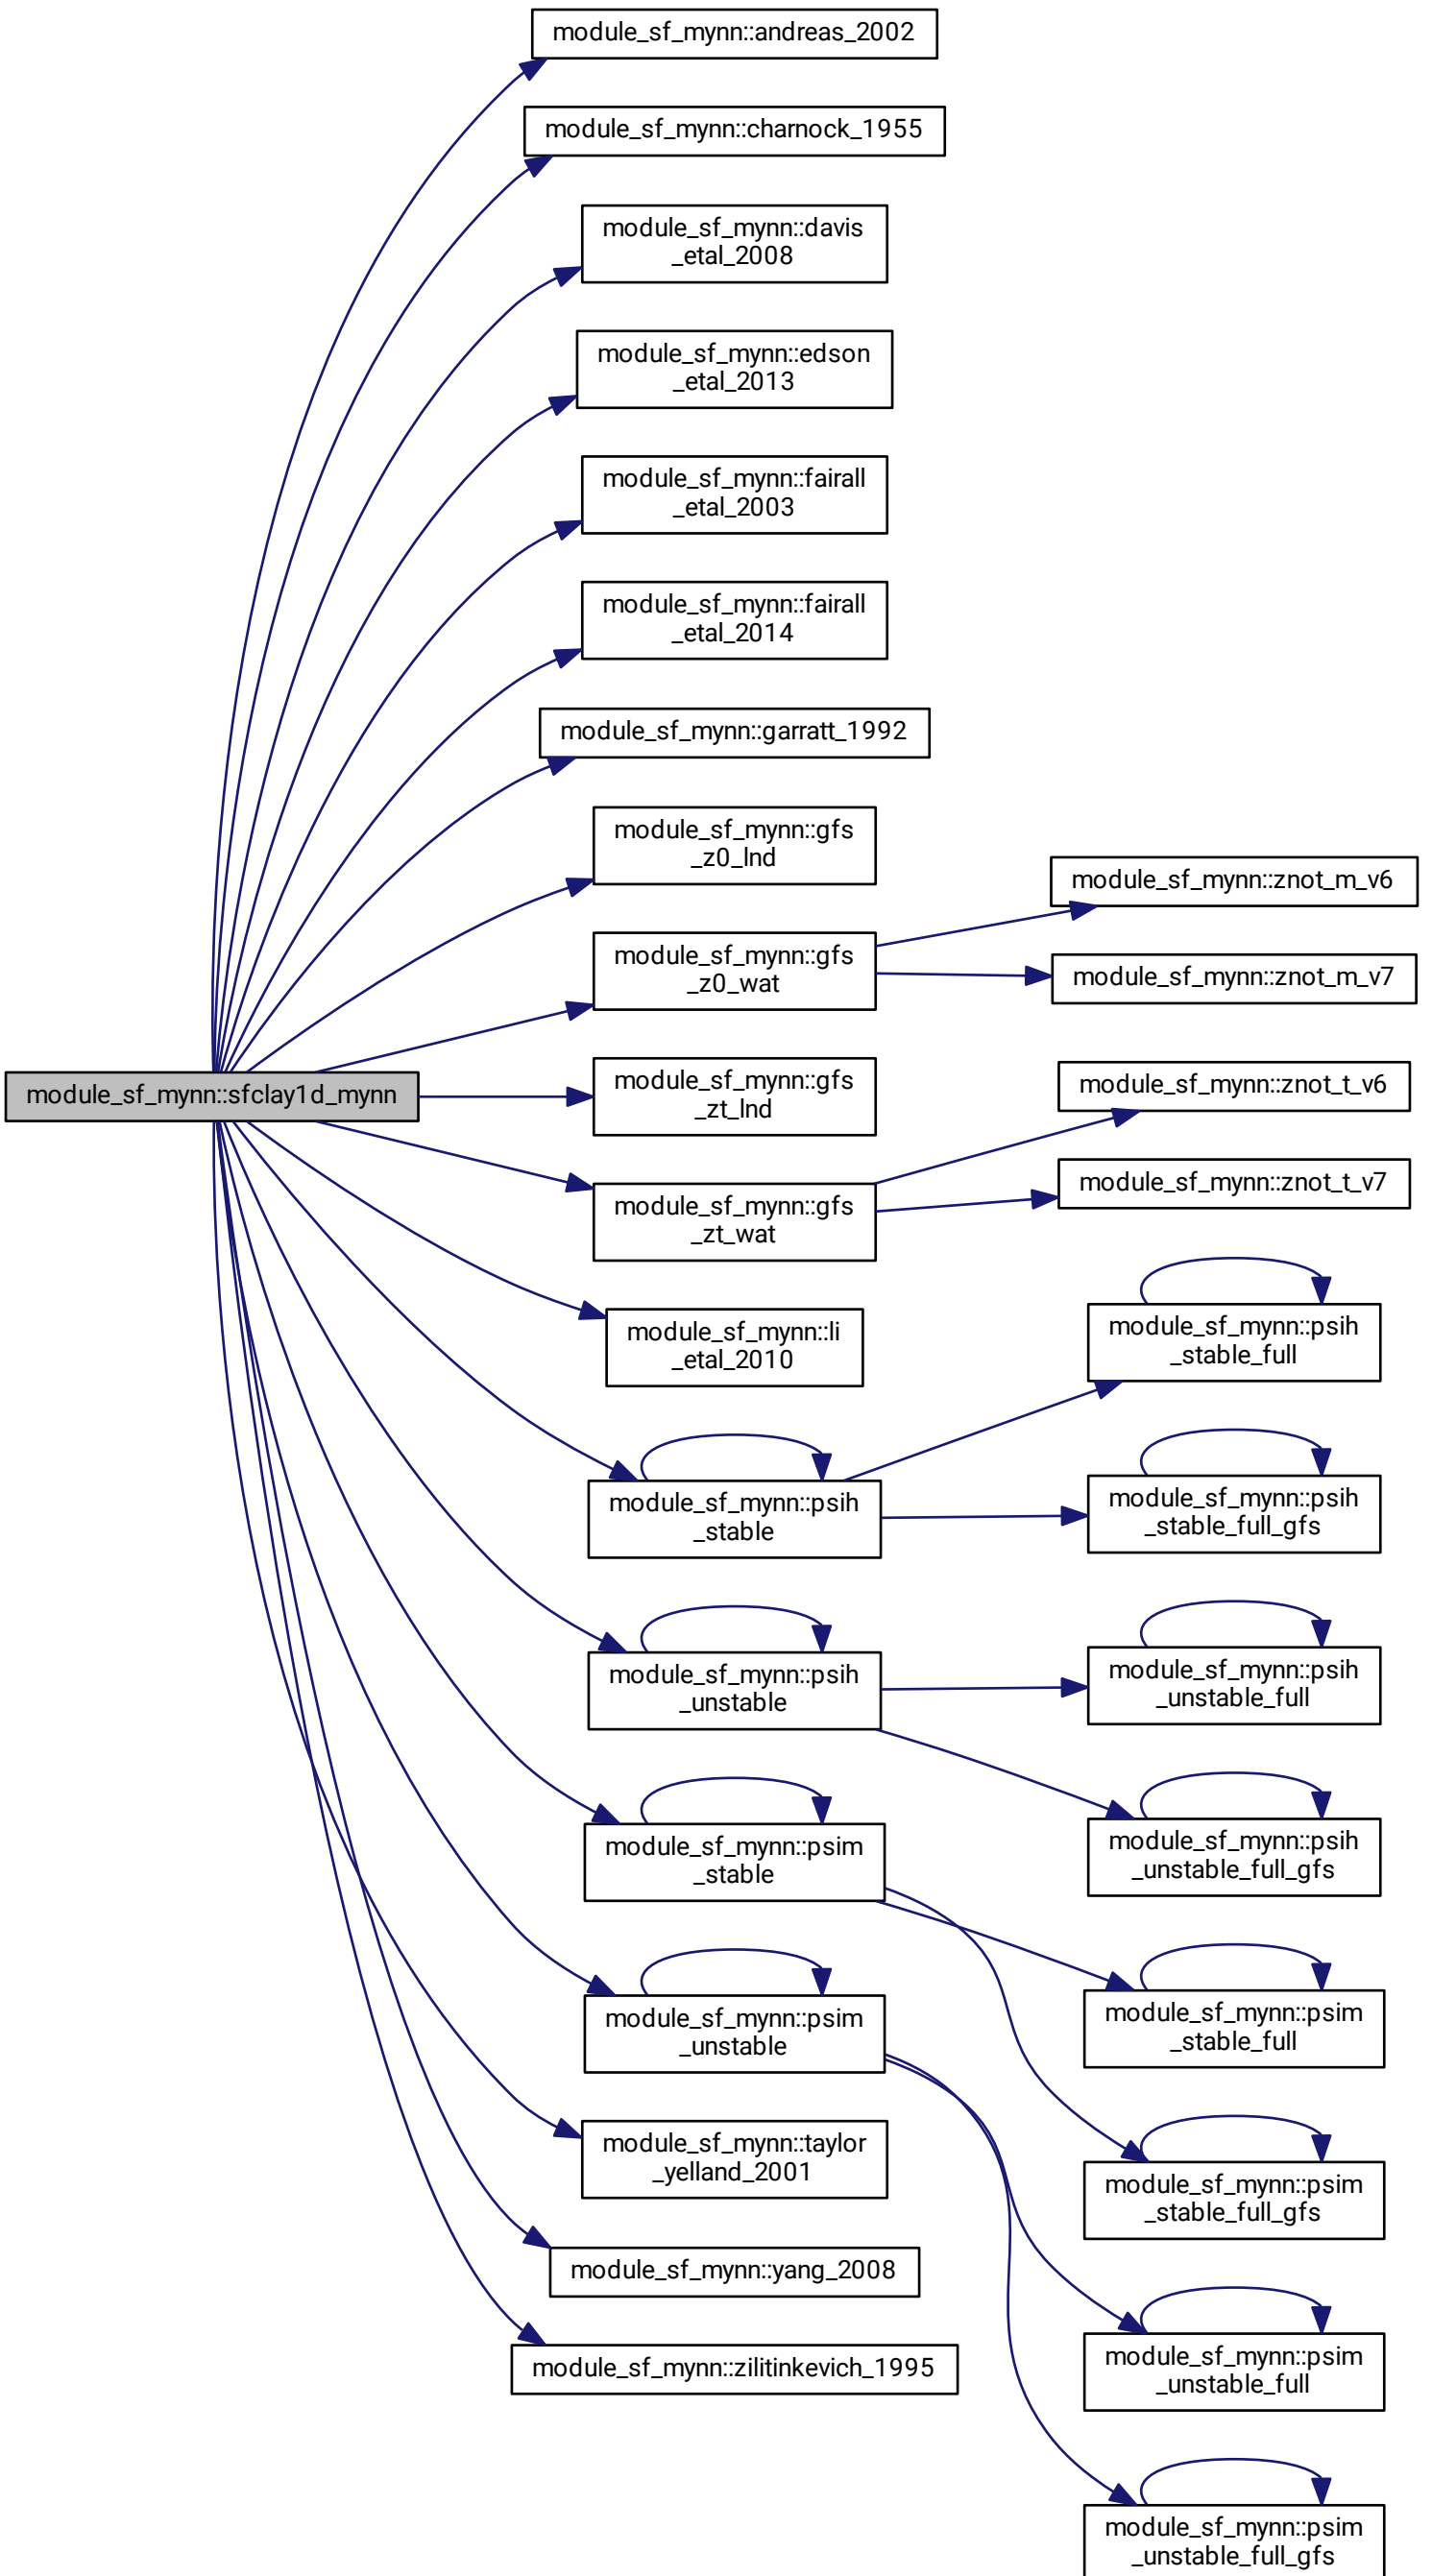 module_sf_mynn::andreas_2002
module_sf_mynn::charnock_1955
module_sf_mynn::davis
_etal_2008
module_sf_mynn::edson
_etal_2013
module_sf_mynn::fairall
_etal_2003
module_sf_mynn::fairall
_etal_2014
module_sf_mynn::garratt_1992
module_sf_mynn::gfs
_z0_lnd
module_sf_mynn::gfs
_z0_wat
module_sf_mynn::znot_m_v6
module_sf_mynn::znot_m_v7
module_sf_mynn::sfclay1d_mynn
module_sf_mynn::gfs
_zt_lnd
module_sf_mynn::gfs
_zt_wat
module_sf_mynn::znot_t_v6
module_sf_mynn::znot_t_v7
module_sf_mynn::li
_etal_2010
module_sf_mynn::psih
_stable
module_sf_mynn::psih
_stable_full
module_sf_mynn::psih
_stable_full_gfs
module_sf_mynn::psih
_unstable
module_sf_mynn::psih
_unstable_full
module_sf_mynn::psih
_unstable_full_gfs
module_sf_mynn::psim
_stable
module_sf_mynn::psim
_stable_full
module_sf_mynn::psim
_stable_full_gfs
module_sf_mynn::psim
_unstable
module_sf_mynn::psim
_unstable_full
module_sf_mynn::psim
_unstable_full_gfs
module_sf_mynn::taylor
_yelland_2001
module_sf_mynn::yang_2008
module_sf_mynn::zilitinkevich_1995